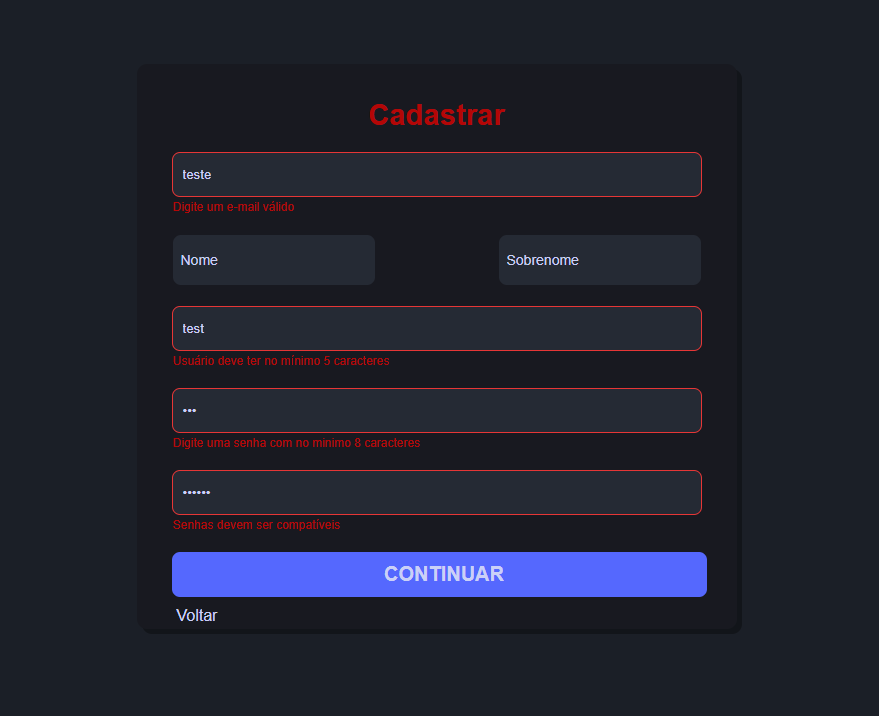 Cadastrar
teste
Digite um e-mail válido
Nome Sobrenome
test
Usuário deve ter no mínimo 5 caracteres
•••
Digite uma senha com no minimo 8 caracteres
••••••
Senhas devem ser compatíveis
CONTINUAR
Voltar